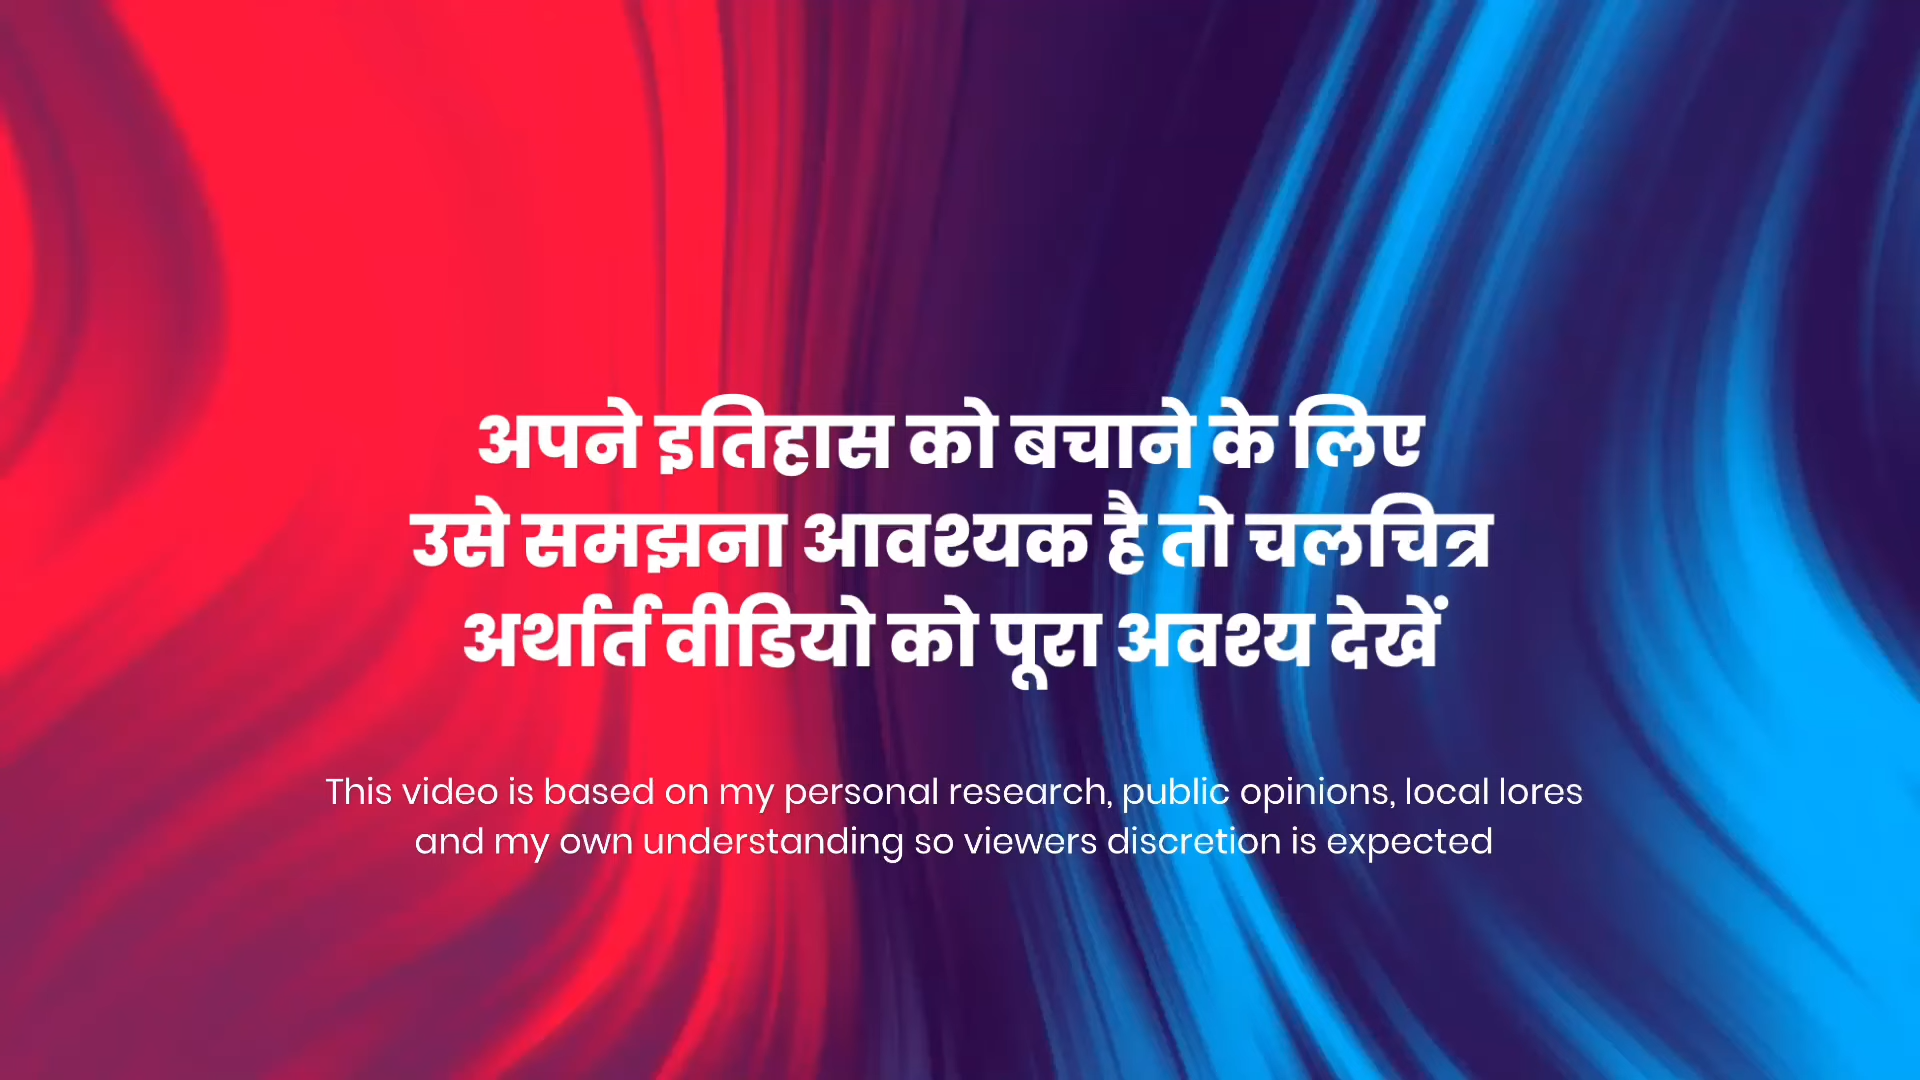 अपने इतिहास को बचाने के लिए
उसे समझना आवश्यक है तो चलचित्र
अर्थार्त वीडियो को पूरा अवश्य देखें
This video is based on my personal research, public opinions, local lores
and my own understanding so viewers discretion is expected